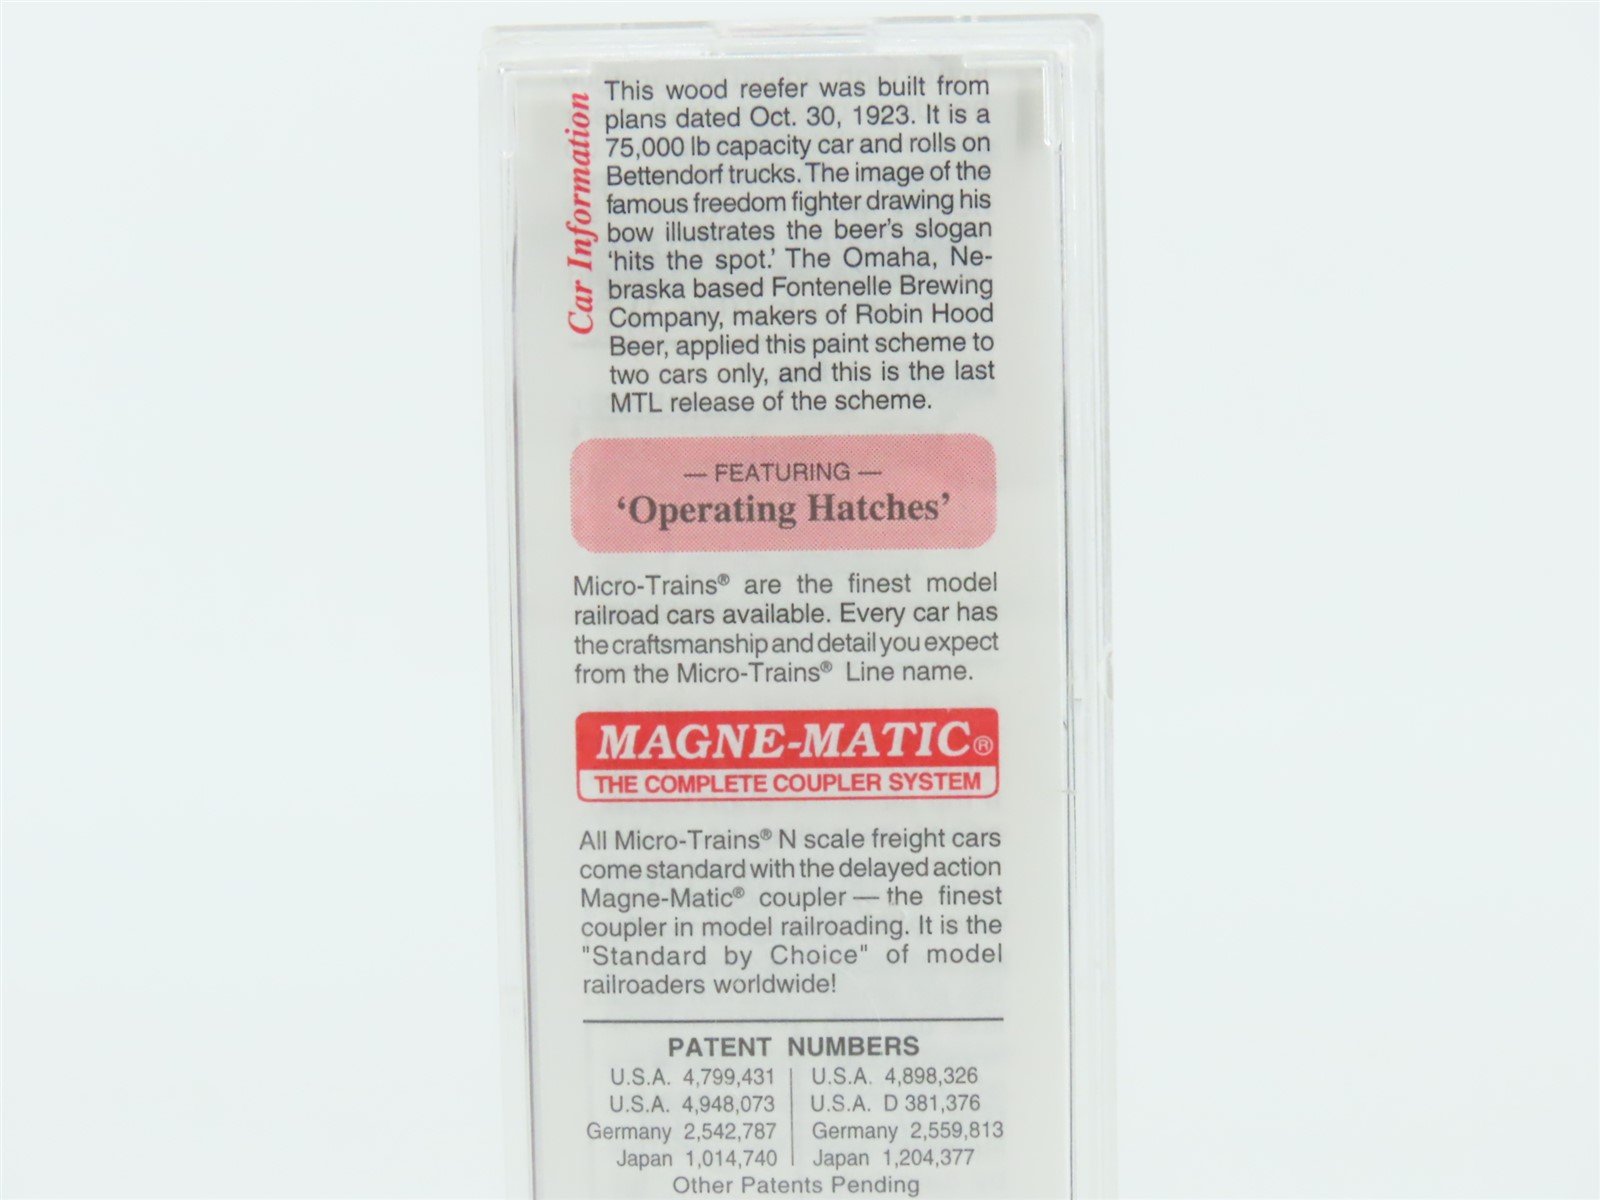 Car Information
This wood reefer was built from
plans dated Oct. 30, 1923. It is a
75,000 lb capacity car and rolls on
Bettendorf trucks. The image of the
famous freedom fighter drawing his
bow illustrates the beer's slogan
'hits the spot.' The Omaha, Ne-
braska based Fontenelle Brewing
Company, makers of Robin Hood
Beer, applied this paint scheme to
two cars only, and this is the last
MTL release of the scheme.
— FEATURING —
'Operating Hatches'
Micro-Trains® are the finest model
railroad cars available. Every car has
the craftsmanship and detail you expect
from the Micro-Trains® Line name.
MAGNE-MATIC®
THE COMPLETE COUPLER SYSTEM
All Micro-Trains® N scale freight cars
come standard with the delayed action
Magne-Matic® coupler — the finest
coupler in model railroading. It is the
"Standard by Choice" of model
railroaders worldwide!
PATENT NUMBERS
U.S.A. 4,799,431 | U.S.A. 4,898,326
U.S.A. 4,948,073 | U.S.A. D 381,376
Germany 2,542,787 | Germany 2,559,813
Japan 1,014,740 | Japan 1,204,377
Other Patents Pending